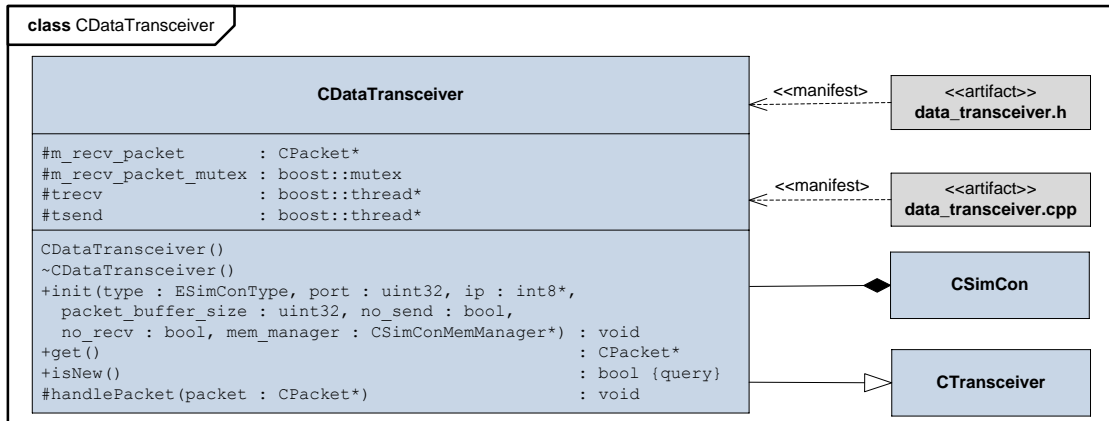 class CDataTransceiver
CDataTransceiver
#m_recv_packet : CPacket*
#m_recv_packet_mutex : boost::mutex
#trecv : boost::thread*
#tsend : boost::thread*
CDataTransceiver()
~CDataTransceiver()
+init(type : ESimConType, port : uint32, ip : int8*,
packet_buffer_size : uint32, no_send : bool,
no_recv : bool, mem_manager : CSimConMemManager*) : void
+get() : CPacket*
+isNew() : bool {query}
#handlePacket(packet : CPacket*) : void
<<manifest>
<<artifact>>
data_transceiver.h
<<manifest>
<<artifact>>
data_transceiver.cpp
CSimCon
CTransceiver